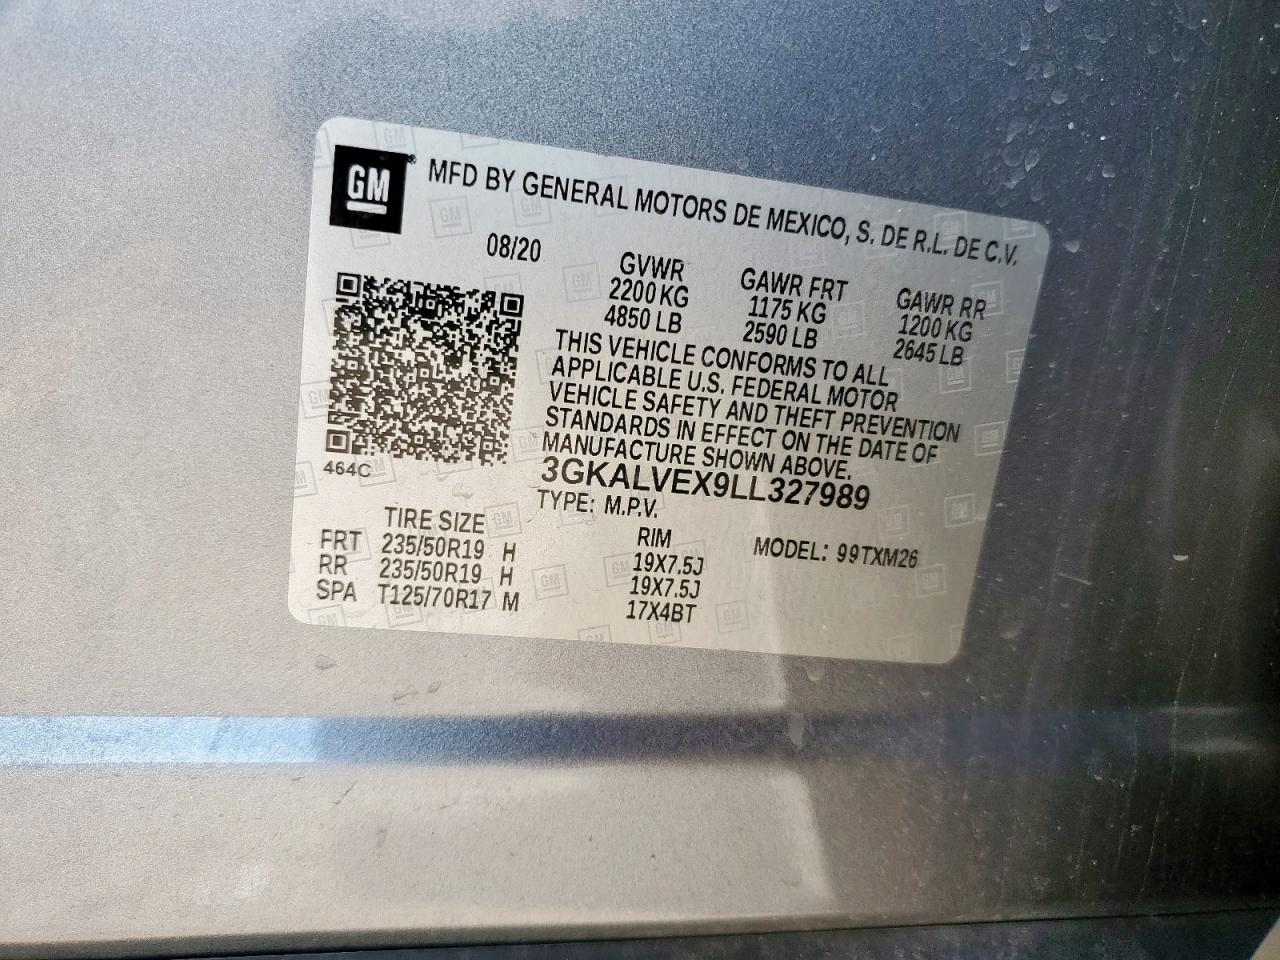 GM
MFD BY GENERAL MOTORS DE MEXICO, S. DE R.L. DE C.V.
08/20
GVWR GAWR FRT GAWR RR
2200 KG 1175 KG 1200 KG
4850 LB 2590 LB 2645 LB
THIS VEHICLE CONFORMS TO ALL
APPLICABLE U.S. FEDERAL MOTOR
VEHICLE SAFETY AND THEFT PREVENTION
STANDARDS IN EFFECT ON THE DATE OF
MANUFACTURE SHOWN ABOVE.
464C
3GKALVEX9LL327989
TYPE: M.P.V.
TIRE SIZE RIM MODEL: 99TXM26
FRT 235/50R19 H 19X7.5J
RR 235/50R19 H 19X7.5J
SPA T125/70R17 M 17X4BT